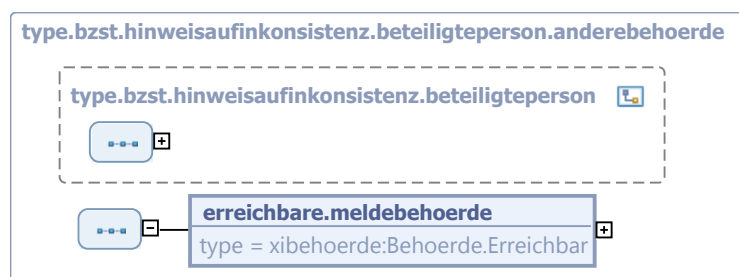 type.bzst.hinweisaufinkonsistenz.beteiligteperson.anderebehoerde
type.bzst.hinweisaufinkonsistenz.beteiligteperson
erreichbare.meldebehoerde
type = xibehoerde:Behoerde.Erreichbar